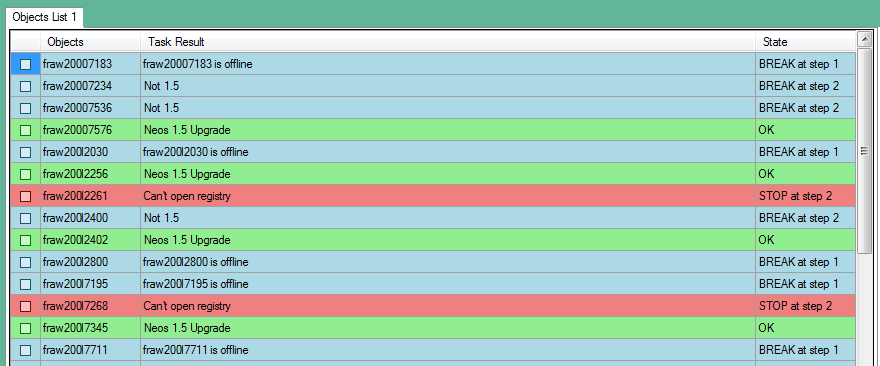 Objects List 1
Objects Task Result State
fraw20007183 fraw20007183 is offline BREAK at step 1
fraw20007234 Not 1.5 BREAK at step 2
fraw20007536 Not 1.5 BREAK at step 2
fraw20007576 Neos 1.5 Upgrade OK
fraw200l2030 fraw200l2030 is offline BREAK at step 1
fraw200l2256 Neos 1.5 Upgrade OK
fraw200l2261 Can't open registry STOP at step 2
fraw200l2400 Not 1.5 BREAK at step 2
fraw200l2402 Neos 1.5 Upgrade OK
fraw200l2800 fraw200l2800 is offline BREAK at step 1
fraw200l7195 fraw200l7195 is offline BREAK at step 1
fraw200l7268 Can't open registry STOP at step 2
fraw200l7345 Neos 1.5 Upgrade OK
fraw200l7711 fraw200l7711 is offline BREAK at step 1